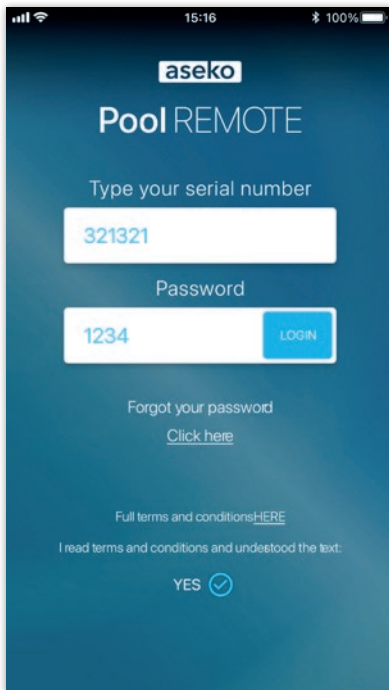 15:16
100%
aseko
Pool REMOTE
Type your serial number
321321
Password
1234
LOGIN
Forgot your password
Click here
Full terms and conditionsHERE
I read terms and conditions and understood the text:
YES